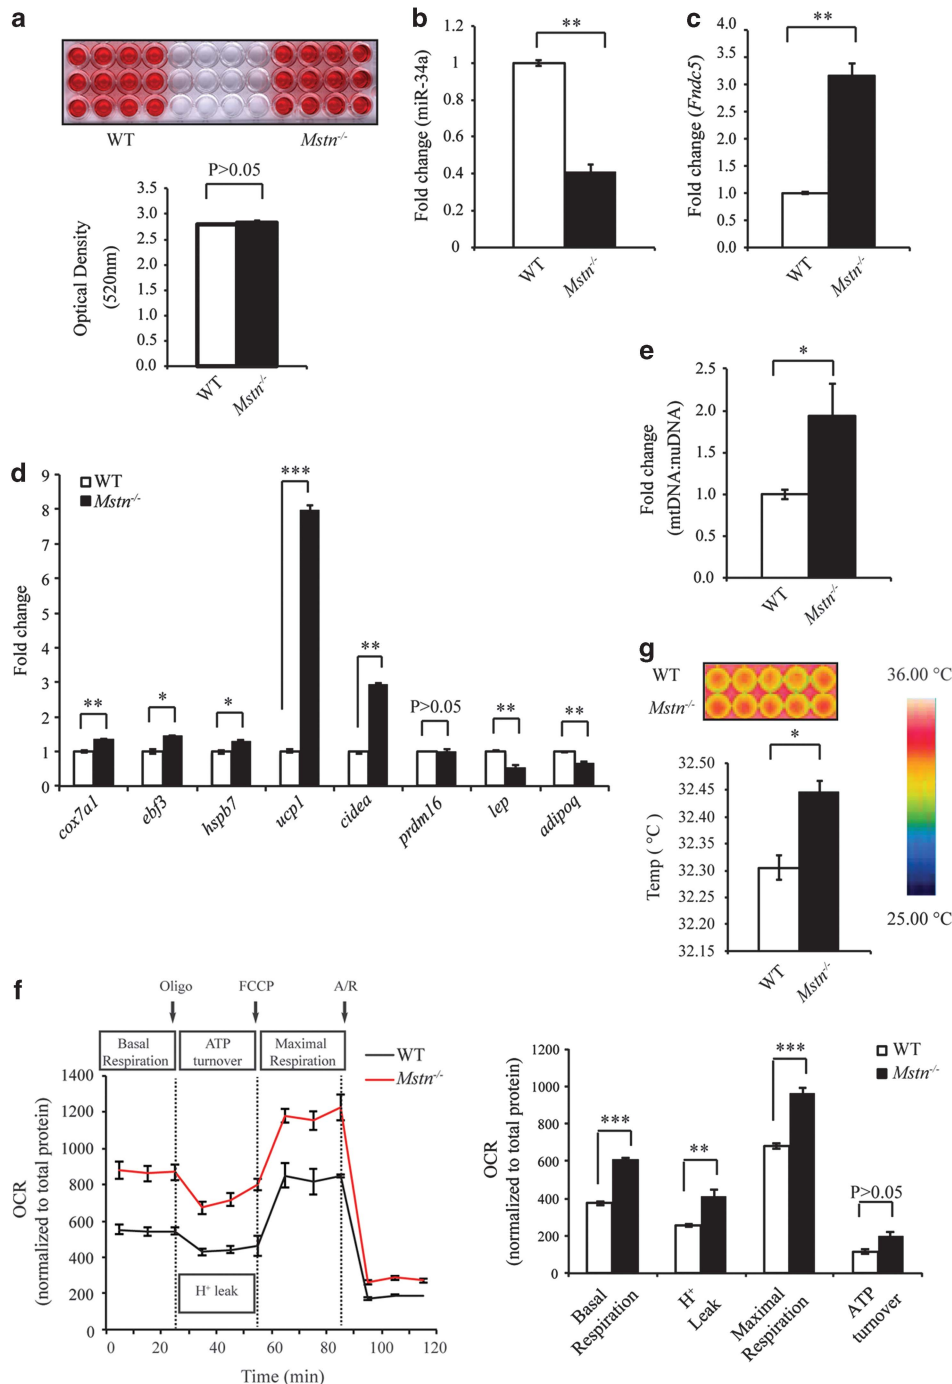 a
WT
Mstn-/-
P>0.05
Optical Density
(520nm)
3.5
3.0
2.5
2.0
1.5
1.0
0.5
0.0
WT
Mstn-/-
b
Fold change (miR-34a)
**
1.2
1
0.8
0.6
0.4
0.2
0
WT
Mstn-/-
c
Fold change (Fndc5)
**
4.0
3.5
3.0
2.5
2.0
1.5
1.0
0.5
0.0
WT
Mstn-/-
d
Fold change
WT
Mstn-/-
9
8
7
6
5
4
3
2
1
0
**
*
*
***
**
P>0.05
**
**
cox7a1
ebf3
hspb7
ucp1
cidea
prdm16
lep
adipoq
e
Fold change
(mtDNA:nuDNA)
*
2.5
2.0
1.5
1.0
0.5
0.0
WT
Mstn-/-
g
WT
Mstn-/-
36.00 °C
25.00 °C
*
Temp ( °C)
32.50
32.45
32.40
32.35
32.30
32.25
32.20
32.15
WT
Mstn-/-
f
Oligo
FCCP
A/R
Basal
Respiration
ATP
turnover
Maximal
Respiration
WT
Mstn-/-
OCR
(normalized to total protein)
1400
1200
1000
800
600
400
200
0
H+ leak
0
20
40
60
80
100
120
Time (min)
OCR
(normalized to total protein)
1200
1000
800
600
400
200
0
WT
Mstn-/-
***
**
***
P>0.05
Basal
Respiration
H+
Leak
Maximal
Respiration
ATP
turnover